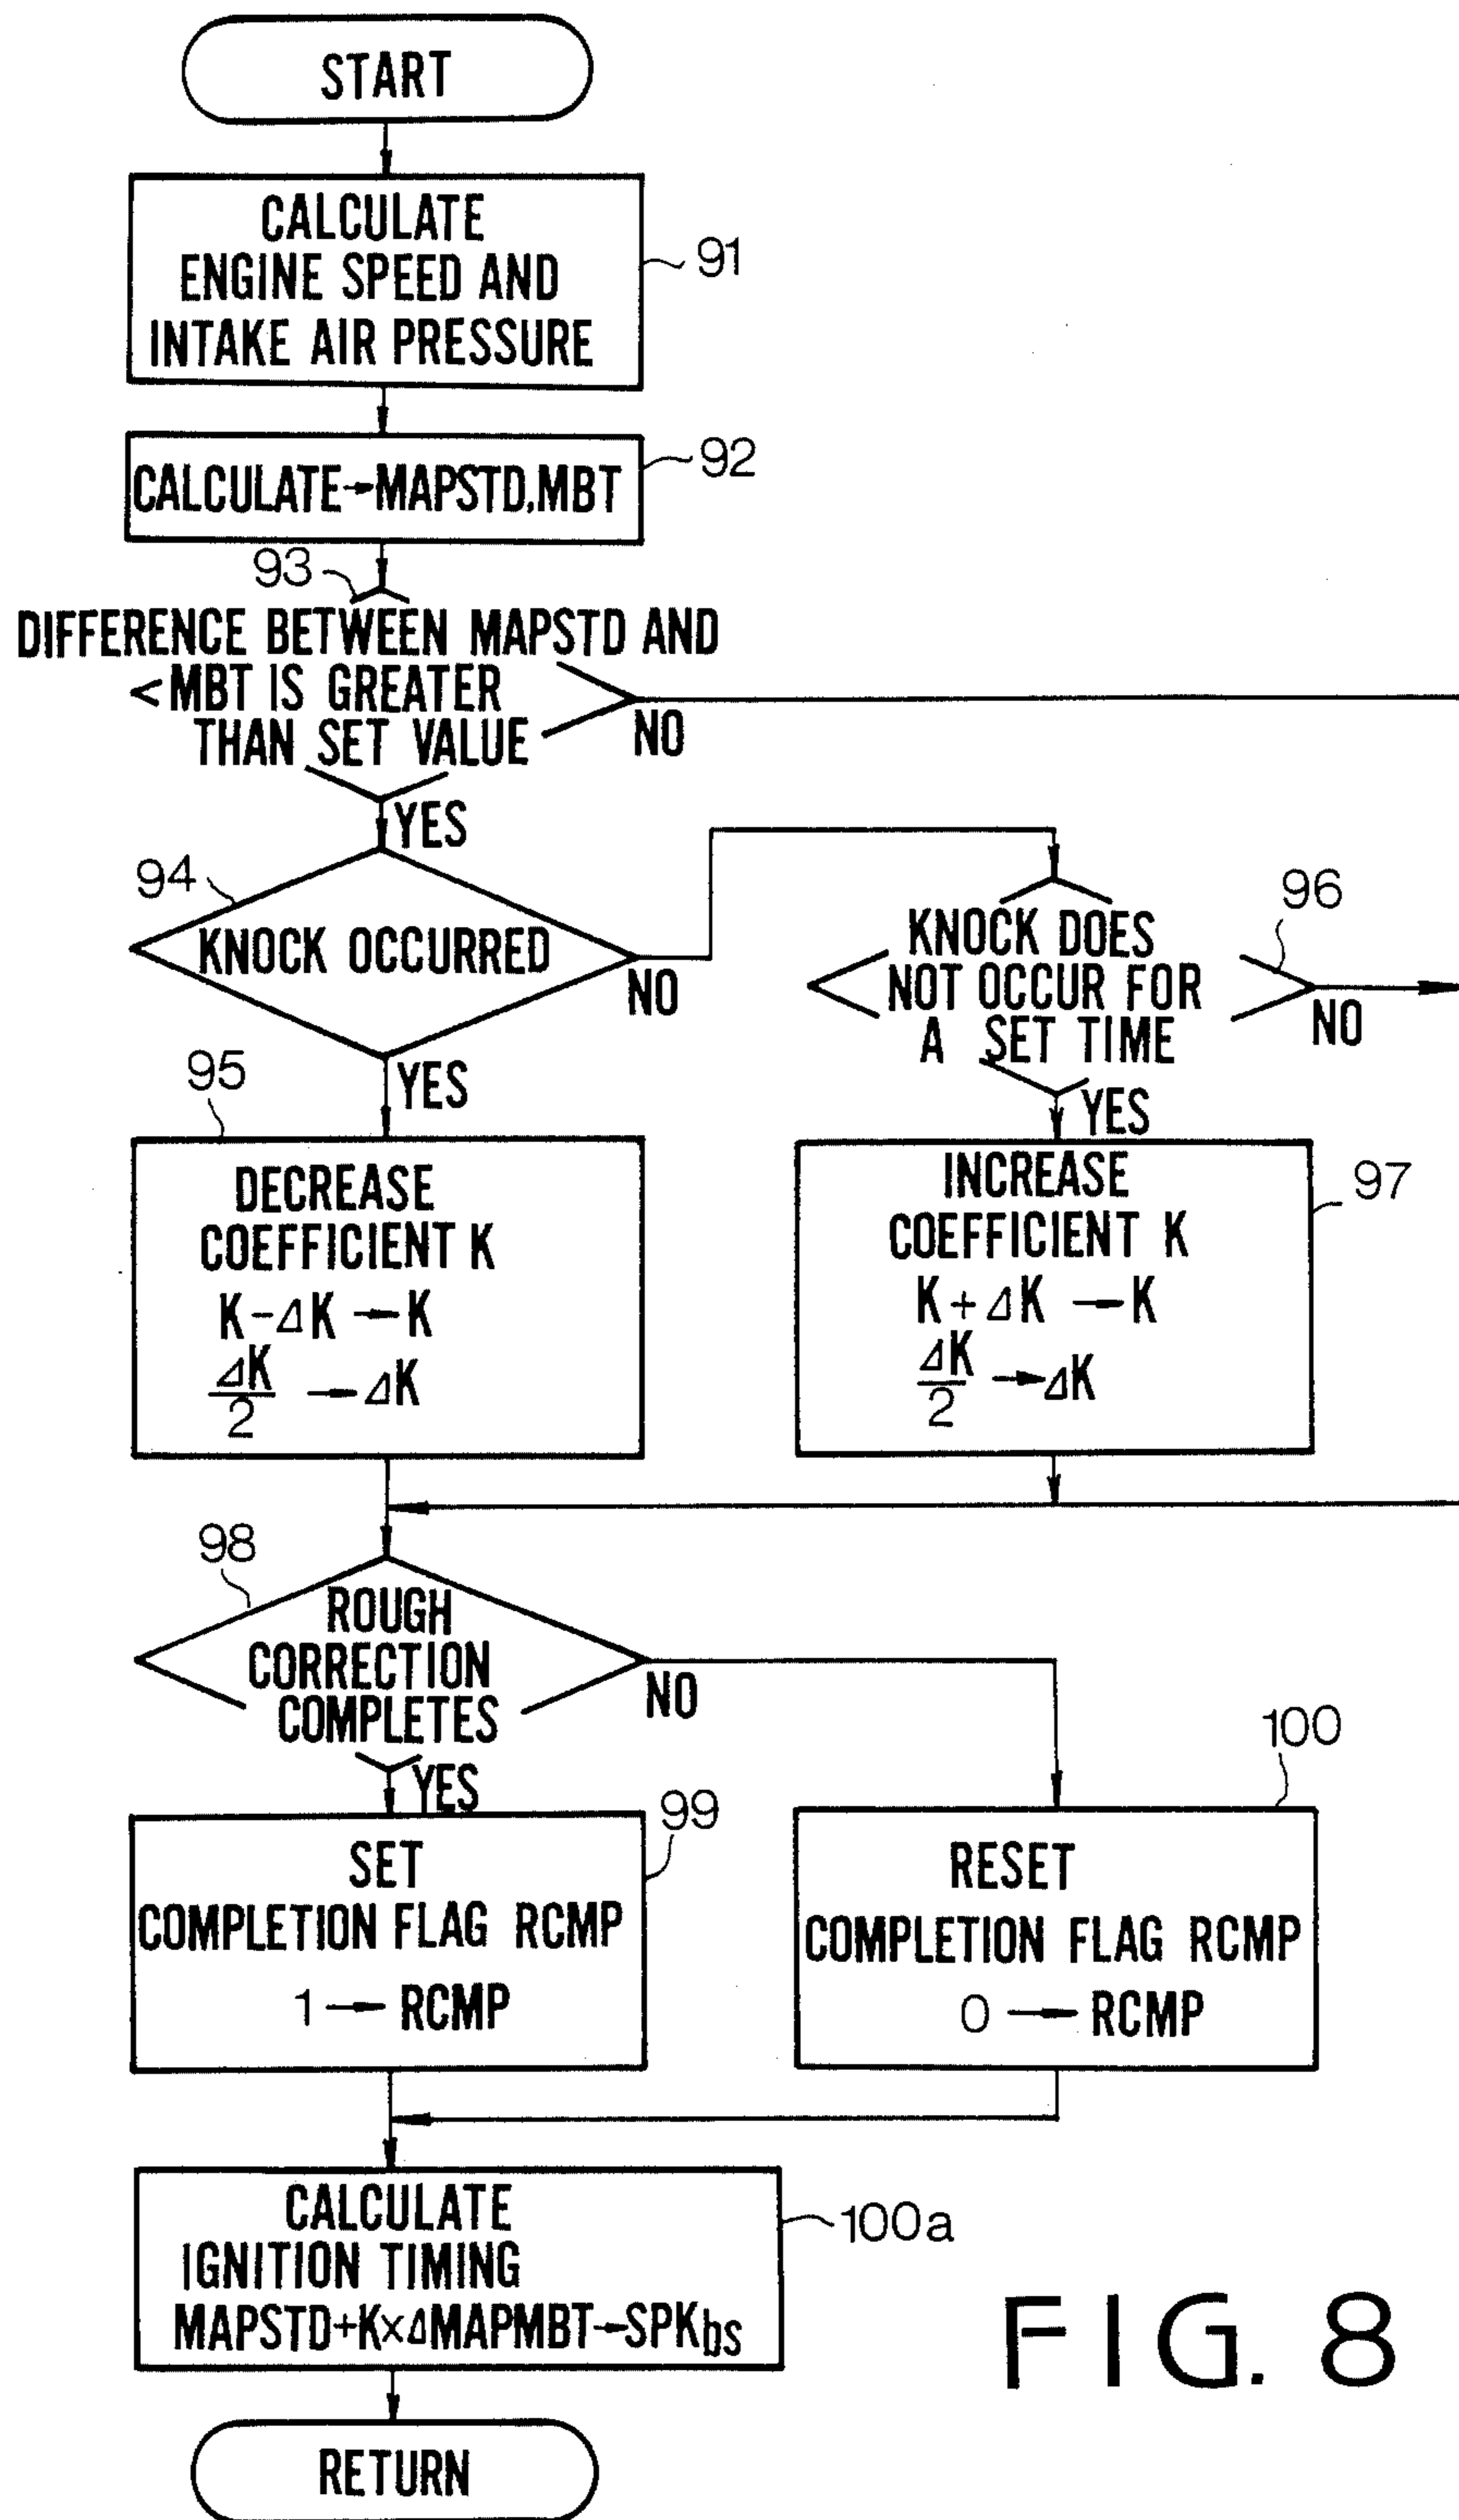 START
CALCULATE
ENGINE SPEED AND
INTAKE AIR PRESSURE
91
CALCULATE→MAPSTD,MBT
92
93
DIFFERENCE BETWEEN MAPSTD AND
MBT IS GREATER
THAN SET VALUE
NO
YES
94
KNOCK OCCURRED
NO
YES
KNOCK DOES
NOT OCCUR FOR
A SET TIME
96
NO
YES
95
DECREASE
COEFFICIENT K
K-ΔK→K
ΔK/2→ΔK
INCREASE
COEFFICIENT K
K+ΔK→K
ΔK/2→ΔK
97
98
ROUGH
CORRECTION
COMPLETES
NO
YES
99
SET
COMPLETION FLAG RCMP
1→RCMP
100
RESET
COMPLETION FLAG RCMP
0→RCMP
CALCULATE
IGNITION TIMING
MAPSTD+K×ΔMAPMBT→SPKbs
100a
RETURN
FIG. 8